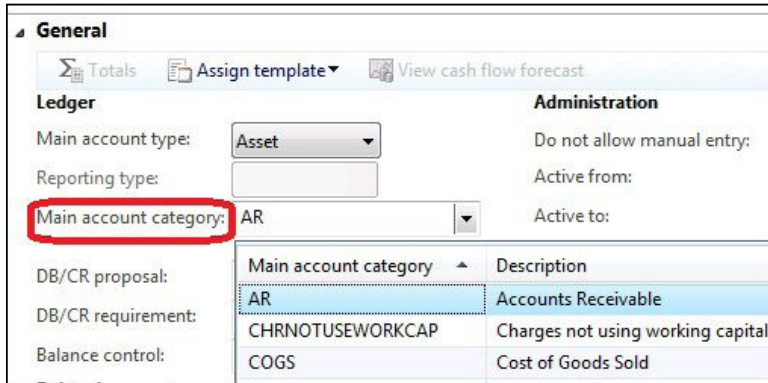 General
Totals Assign template View cash flow forecast
Ledger Administration
Main account type: Asset Do not allow manual entry:
Reporting type: Active from:
Main account category: AR Active to:
Main account category Description
DB/CR proposal:
AR Accounts Receivable
DB/CR requirement:
CHRNOTUSEWORKCAP Charges not using working capital
Balance control:
COGS Cost of Goods Sold